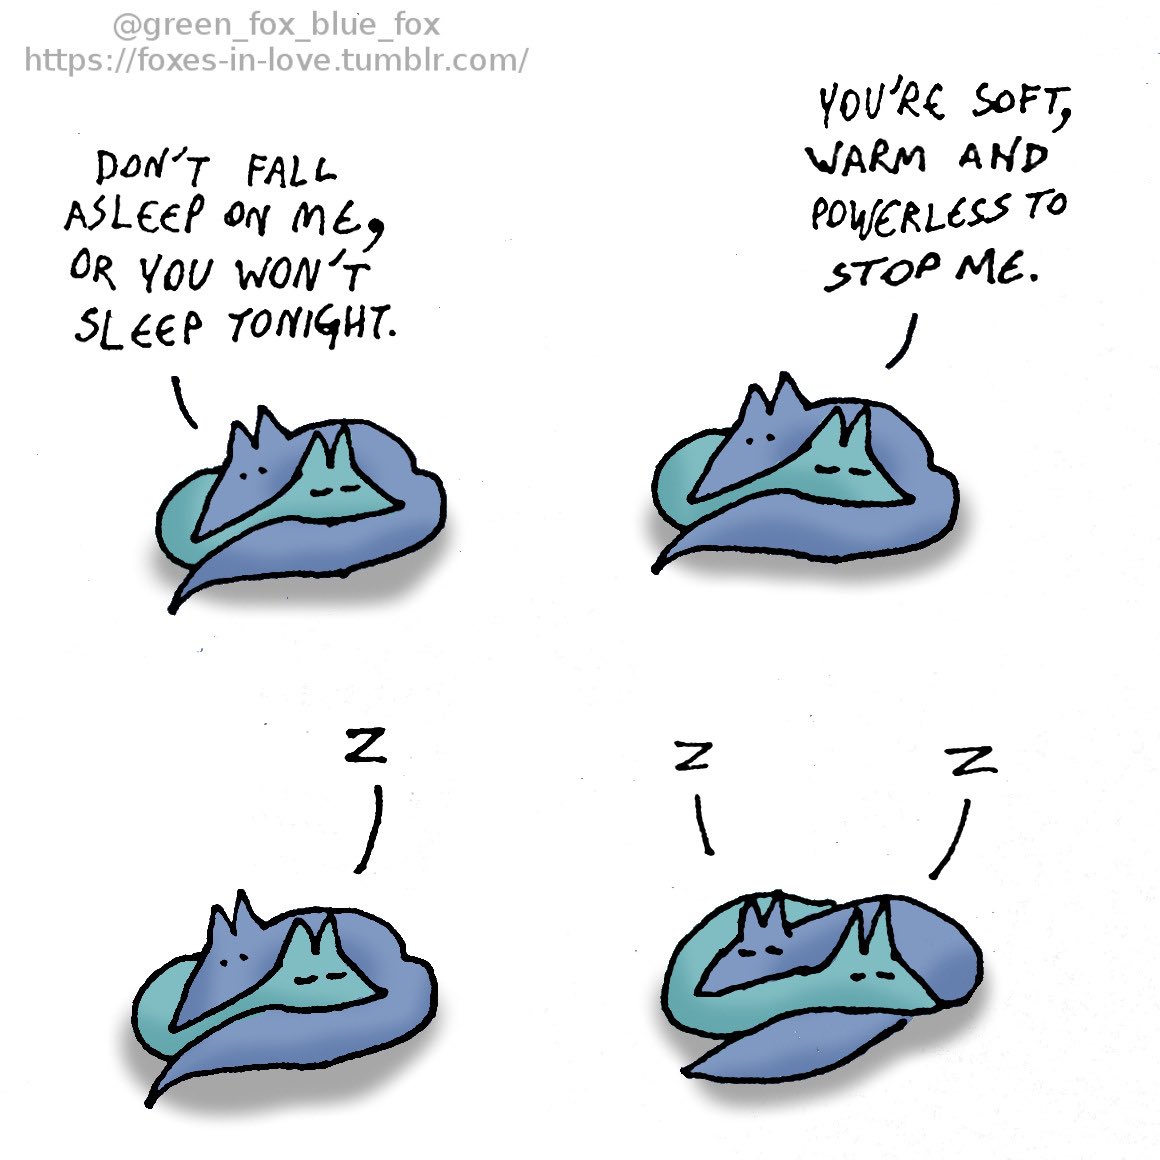 @green_fox_blue_fox
https://foxes-in-love.tumblr.com/
DON'T FALL
ASLEEP ON ME,
OR YOU WON'T
SLEEP TONIGHT.
YOU'RE SOFT,
WARM AND
POWERLESS TO
STOP ME.
Z
Z
Z